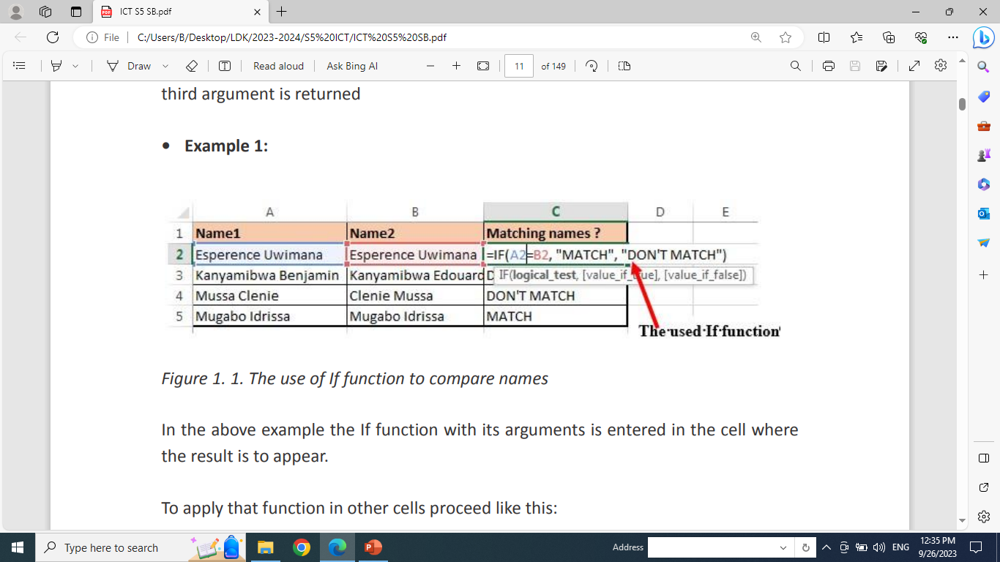 ICT S5 SB.pdf
File C:/Users/B/Desktop/LDK/2023-2024/S5%20ICT/ICT%20S5%20SB.pdf
Draw Read aloud Ask Bing AI 11 of 149
third argument is returned
• Example 1:
A B C D E
1 Name1 Name2 Matching names ?
2 Esperence Uwimana Esperence Uwimana =IF(A2=B2, "MATCH", "DON'T MATCH")
3 Kanyamibwa Benjamin Kanyamibwa Edouard D IF(logical_test, [value_if_true], [value_if_false])
4 Mussa Clenie Clenie Mussa DON'T MATCH
5 Mugabo Idrissa Mugabo Idrissa MATCH
The used If function
Figure 1. 1. The use of If function to compare names
In the above example the If function with its arguments is entered in the cell where
the result is to appear.
To apply that function in other cells proceed like this:
Type here to search Address ENG 12:35 PM
9/26/2023